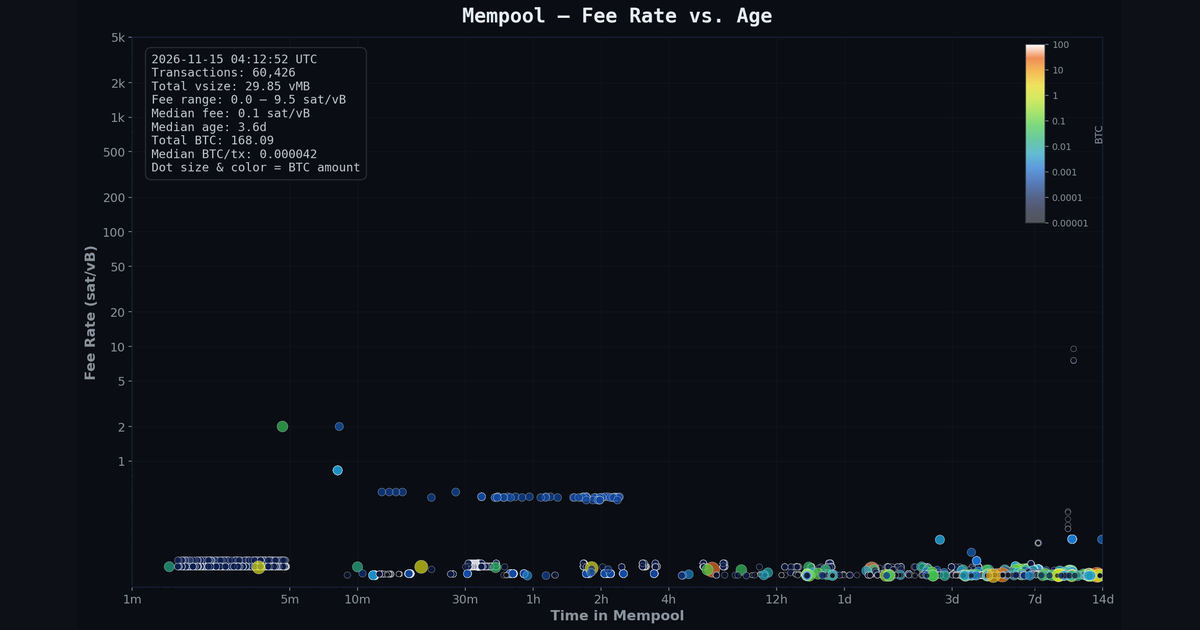 Mempool — Fee Rate vs. Age
2026-11-15 04:12:52 UTC
Transactions: 60,426
Total vsize: 29.85 vMB
Fee range: 0.0 – 9.5 sat/vB
Median fee: 0.1 sat/vB
Median age: 3.6d
Total BTC: 168.09
Median BTC/tx: 0.000042
Dot size & color = BTC amount
100
10
1
0.1
0.01
0.001
0.0001
0.00001
BTC
Fee Rate (sat/vB)
5k
2k
1k
500
200
100
50
20
10
5
2
1
1m
5m
10m
30m
1h
2h
4h
12h
1d
3d
7d
14d
Time in Mempool